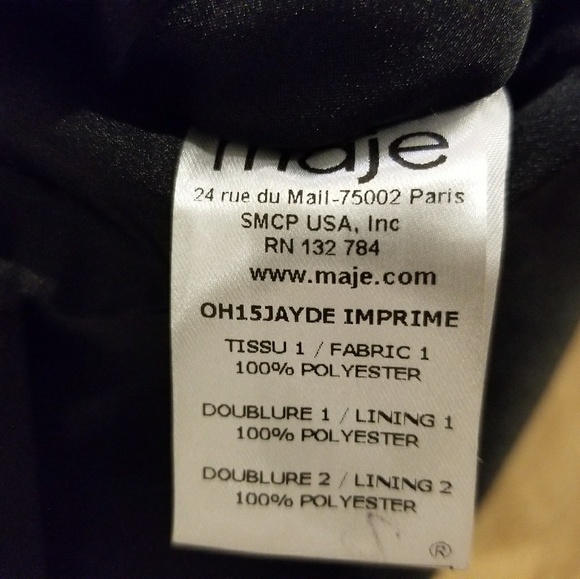 maje
24 rue du Mail-75002 Paris
SMCP USA, Inc
RN 132 784
www.maje.com
OH15JAYDE IMPRIME
TISSU 1 / FABRIC 1
100% POLYESTER
DOUBLURE 1 / LINING 1
100% POLYESTER
DOUBLURE 2 / LINING 2
100% POLYESTER
®